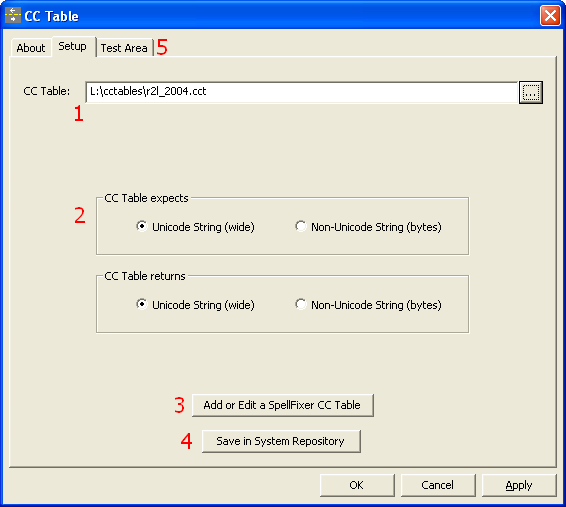 CC Table
About Setup Test Area 5
CC Table: L:\cctables\r2l_2004.cct ...
1
CC Table expects
2 Unicode String (wide) Non-Unicode String (bytes)
CC Table returns
Unicode String (wide) Non-Unicode String (bytes)
3 Add or Edit a SpellFixer CC Table
4 Save in System Repository
OK Cancel Apply